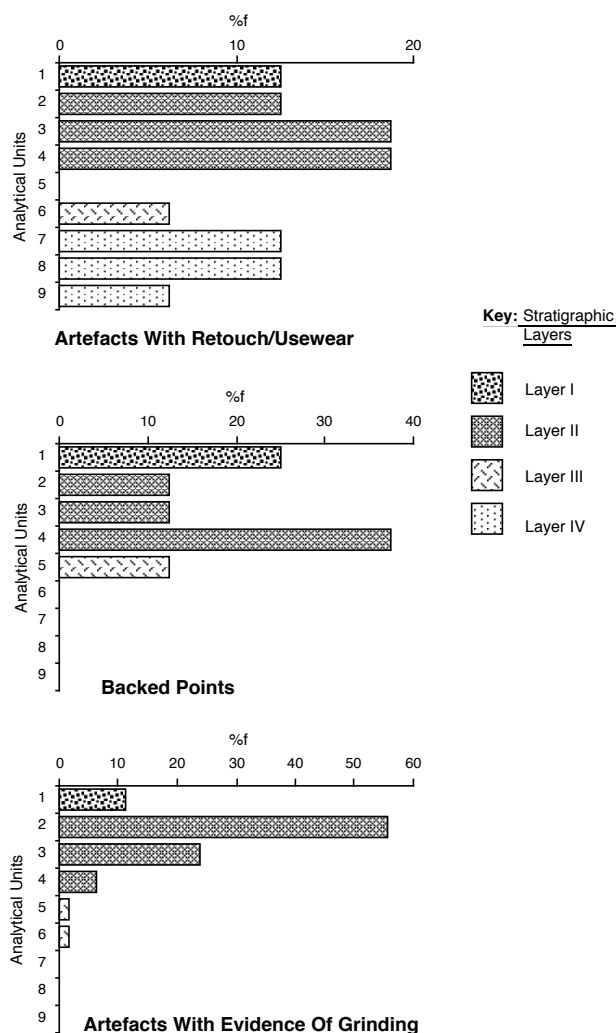 %f
0 10 20
Analytical Units
1
2
3
4
5
6
7
8
9
Artefacts With Retouch/Usewear
Key: Stratigraphic
Layers
Layer I
Layer II
Layer III
Layer IV
%f
0 10 20 30 40
Analytical Units
1
2
3
4
5
6
7
8
9
Backed Points
%f
0 10 20 30 40 50 60
Analytical Units
1
2
3
4
5
6
7
8
9
Artefacts With Evidence Of Grinding